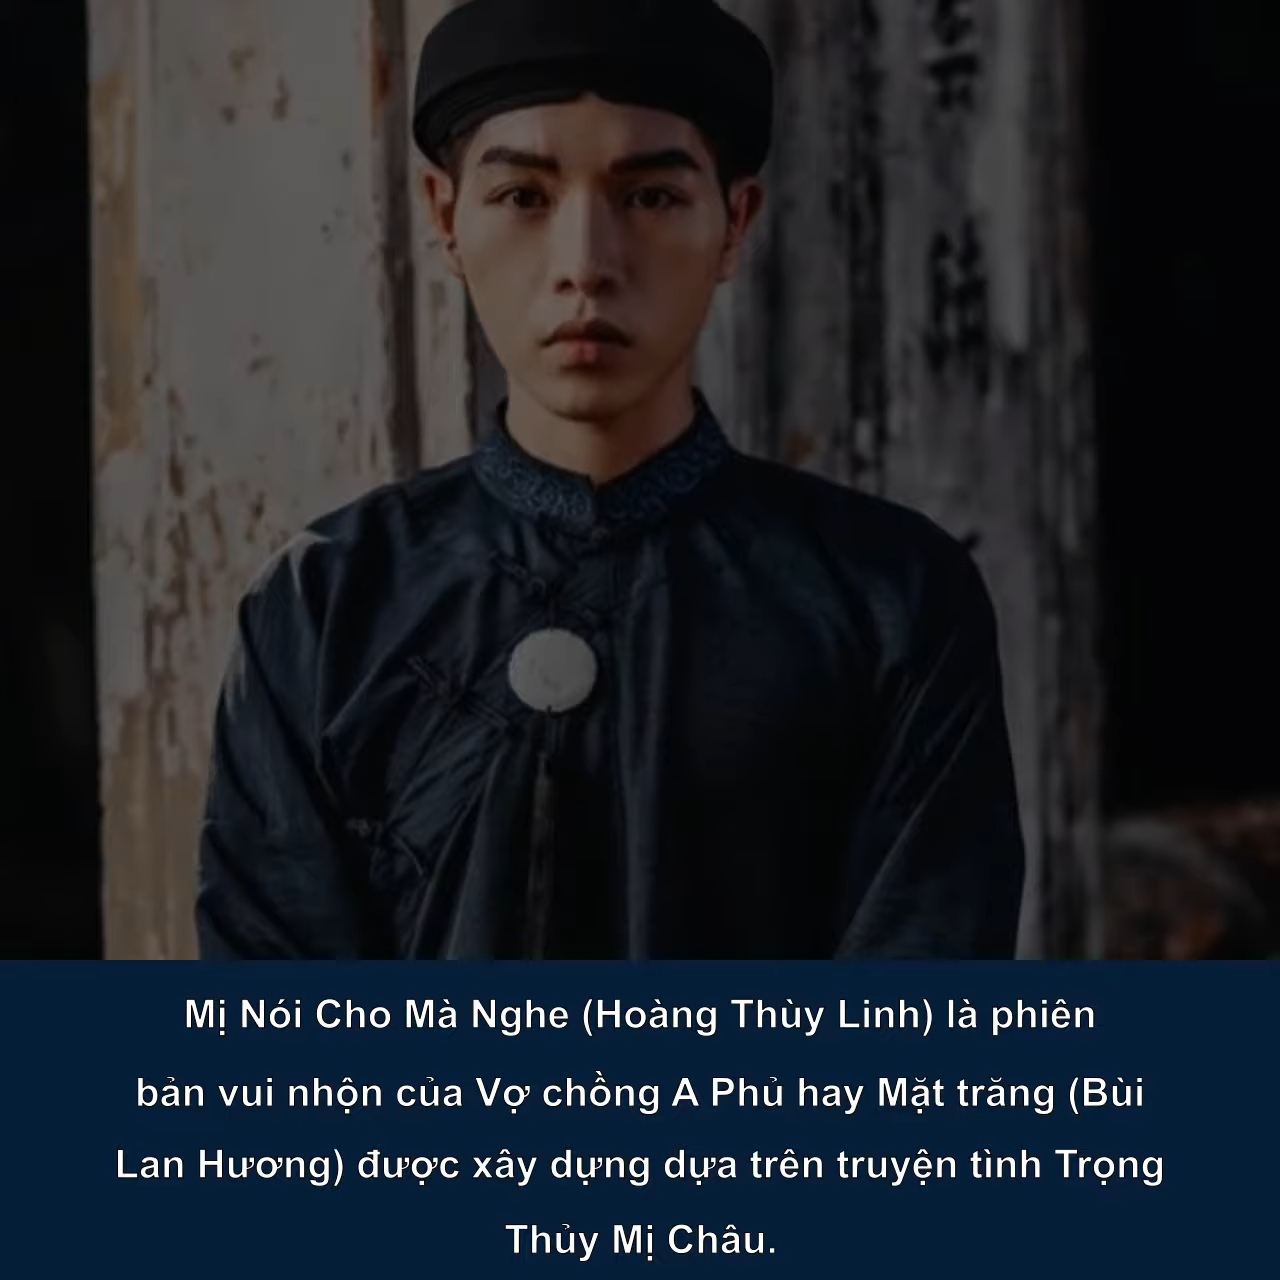 Mị Nói Cho Mà Nghe (Hoàng Thùy Linh) là phiên
bản vui nhộn của Vợ chồng A Phủ hay Mặt trăng (Bùi
Lan Hương) được xây dựng dựa trên truyện tình Trọng
Thủy Mị Châu.